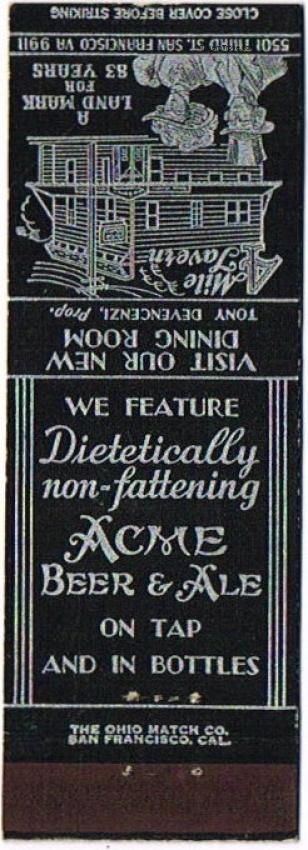 CLOSE COVER BEFORE STRIKING
5501 THIRD ST. SAN FRANCISCO VA 9911
A
LAND MARK
FOR
83 YEARS
4 Mile
Tavern
TONY DEVENCENZI, Prop.
VISIT OUR NEW
DINING ROOM
WE FEATURE
Dietetically
non-fattening
ACME
BEER & ALE
ON TAP
AND IN BOTTLES
THE OHIO MATCH CO.
SAN FRANCISCO, CAL.